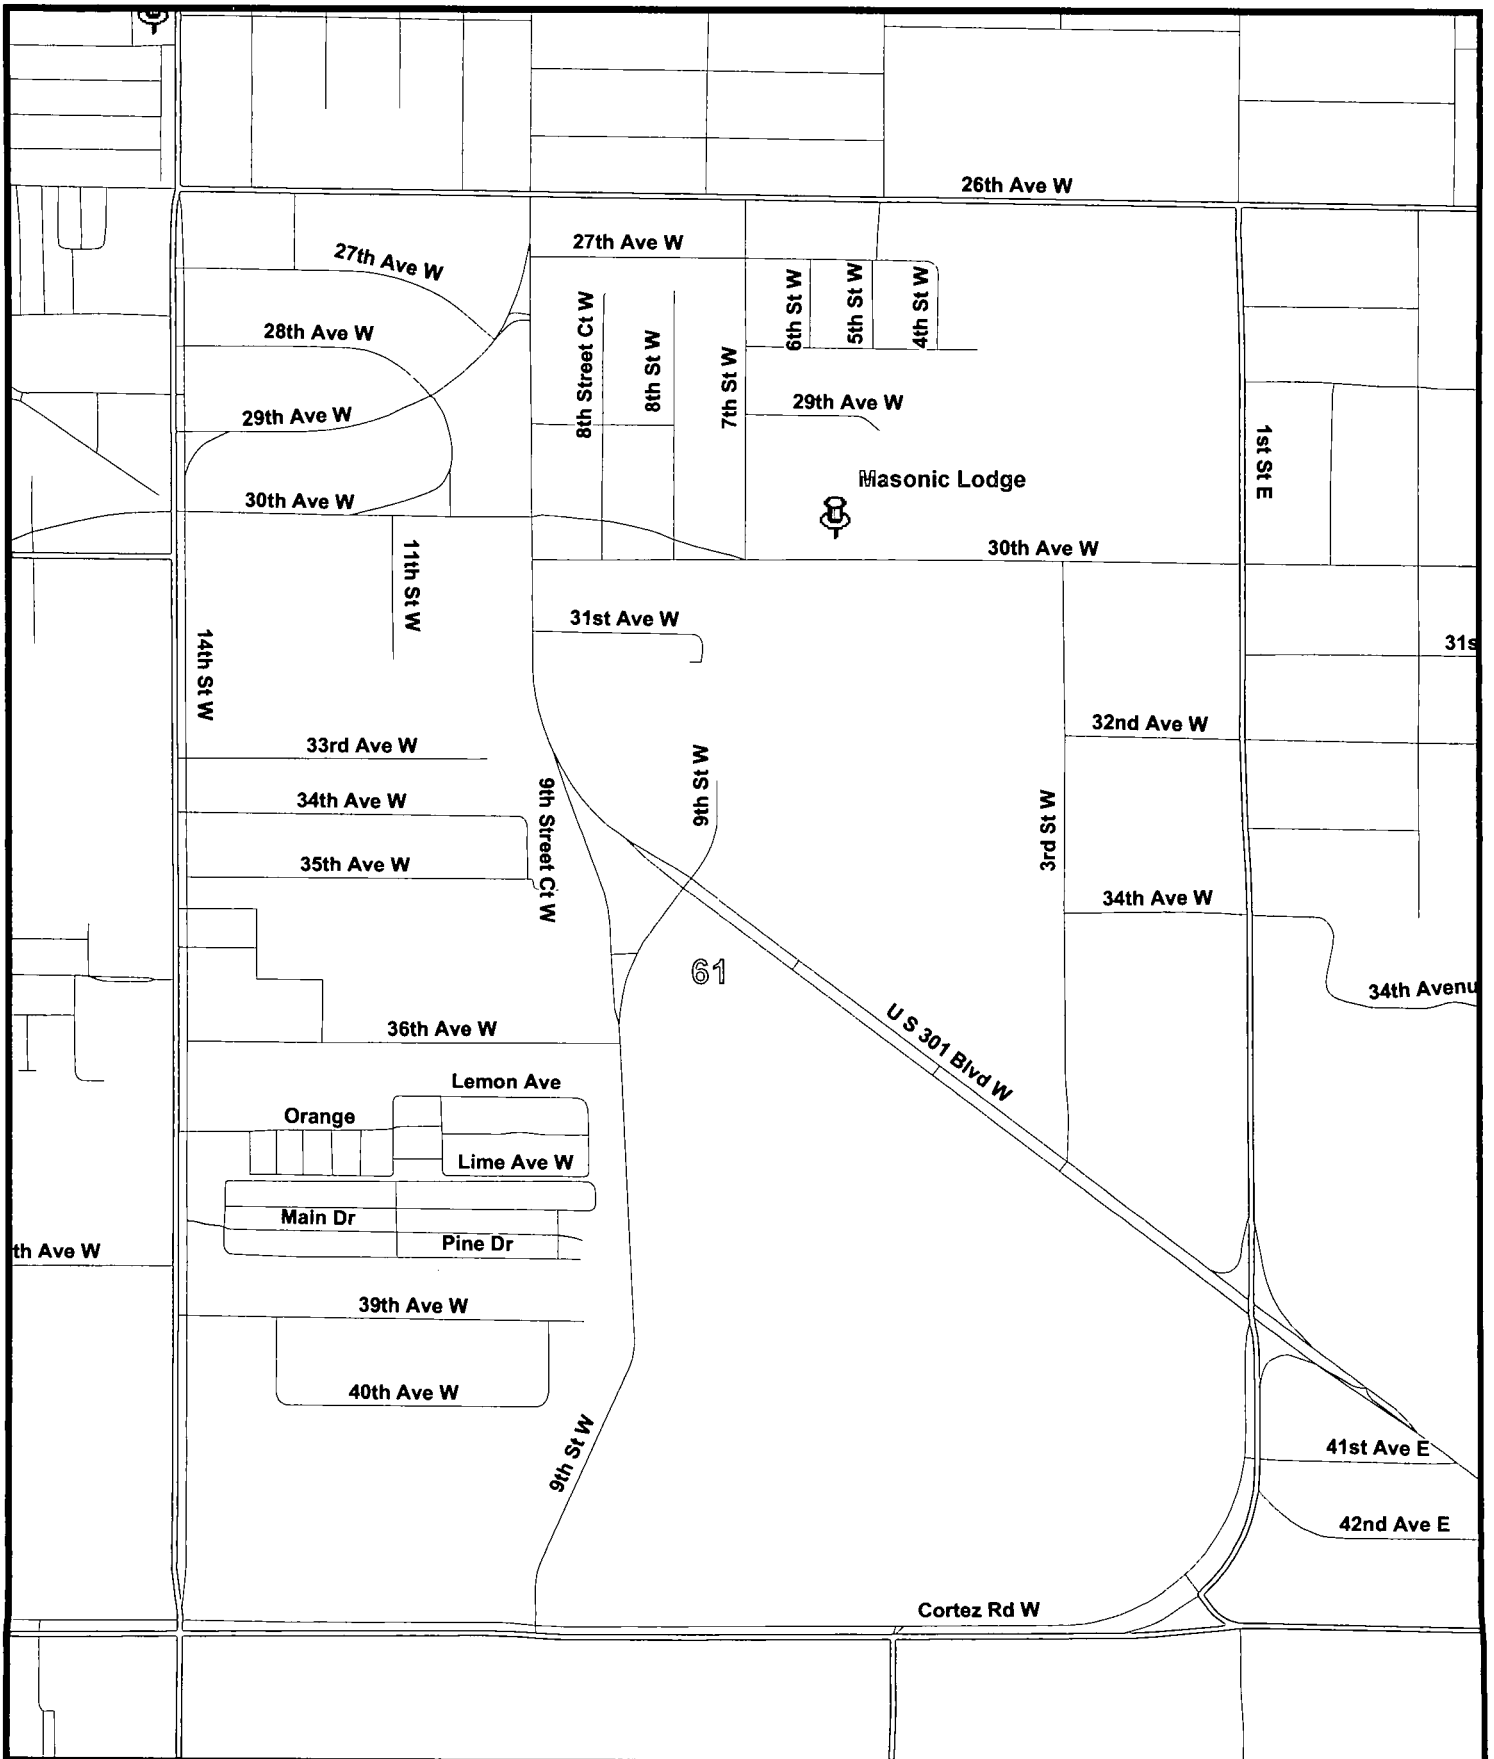 26th Ave W
27th Ave W
27th Ave W
6th St W
5th St W
4th St W
8th Street Ct W
8th St W
7th St W
28th Ave W
29th Ave W
29th Ave W
1st St E
Masonic Lodge
30th Ave W
30th Ave W
11th St W
31st Ave W
14th St W
31s
32nd Ave W
33rd Ave W
9th St W
34th Ave W
9th Street Ct W
3rd St W
35th Ave W
34th Ave W
61
34th Avenu
36th Ave W
U S 301 Blvd W
Lemon Ave
Orange
Lime Ave W
Main Dr
Pine Dr
th Ave W
39th Ave W
40th Ave W
9th St W
41st Ave E
42nd Ave E
Cortez Rd W